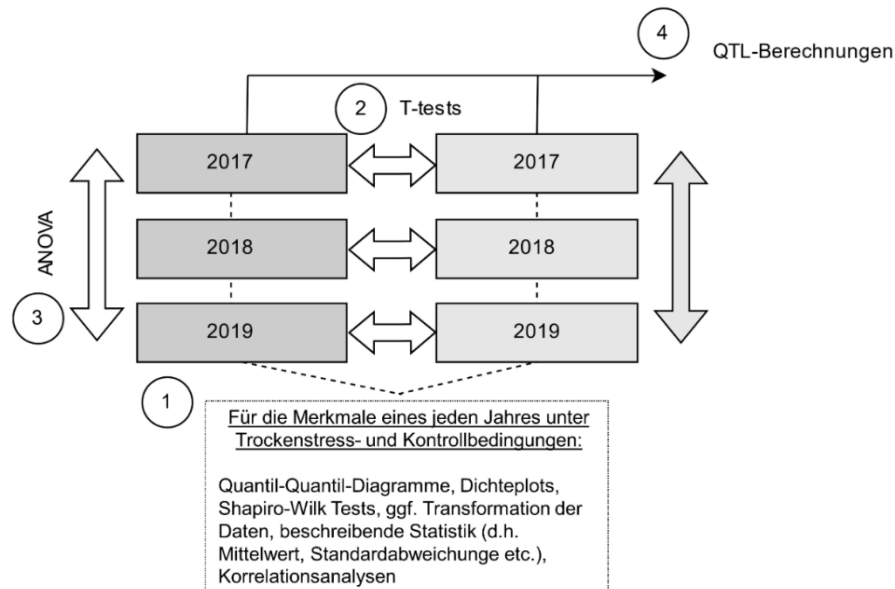 4
QTL-Berechnungen
2
T-tests
2017
2017
ANOVA
2018
2018
3
2019
2019
1
Für die Merkmale eines jeden Jahres unter
Trockenstress- und Kontrollbedingungen:
Quantil-Quantil-Diagramme, Dichteplots,
Shapiro-Wilk Tests, ggf. Transformation der
Daten, beschreibende Statistik (d.h.
Mittelwert, Standardabweichunge etc.),
Korrelationsanalysen